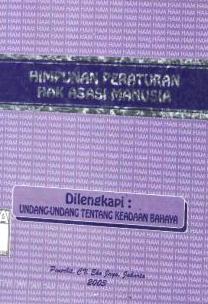 HIMPUNAN PERATURAN
HAK ASASI MANUSIA
Dilengkapi :
UNDANG-UNDANG TENTANG KEADAAN BAHAYA
Penerbit, CV. Eko Jaya, Jakarta
2003